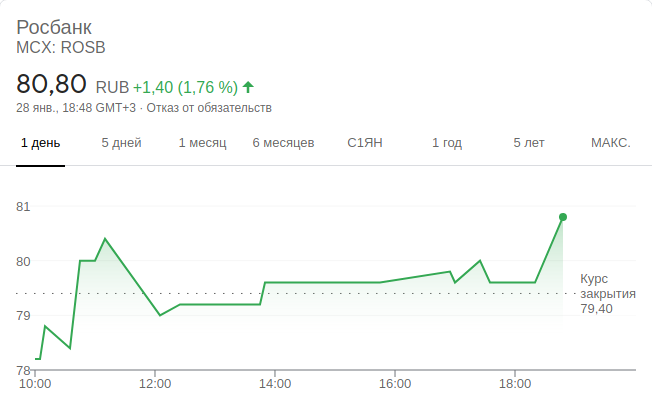 Росбанк
MCX: ROSB
80,80 RUB +1,40 (1,76 %)
28 янв., 18:48 GMT+3 · Отказ от обязательств
1 день 5 дней 1 месяц 6 месяцев С1ЯН 1 год 5 лет МАКС.
81
80
79
78
Курс
закрытия
79,40
10:00 12:00 14:00 16:00 18:00